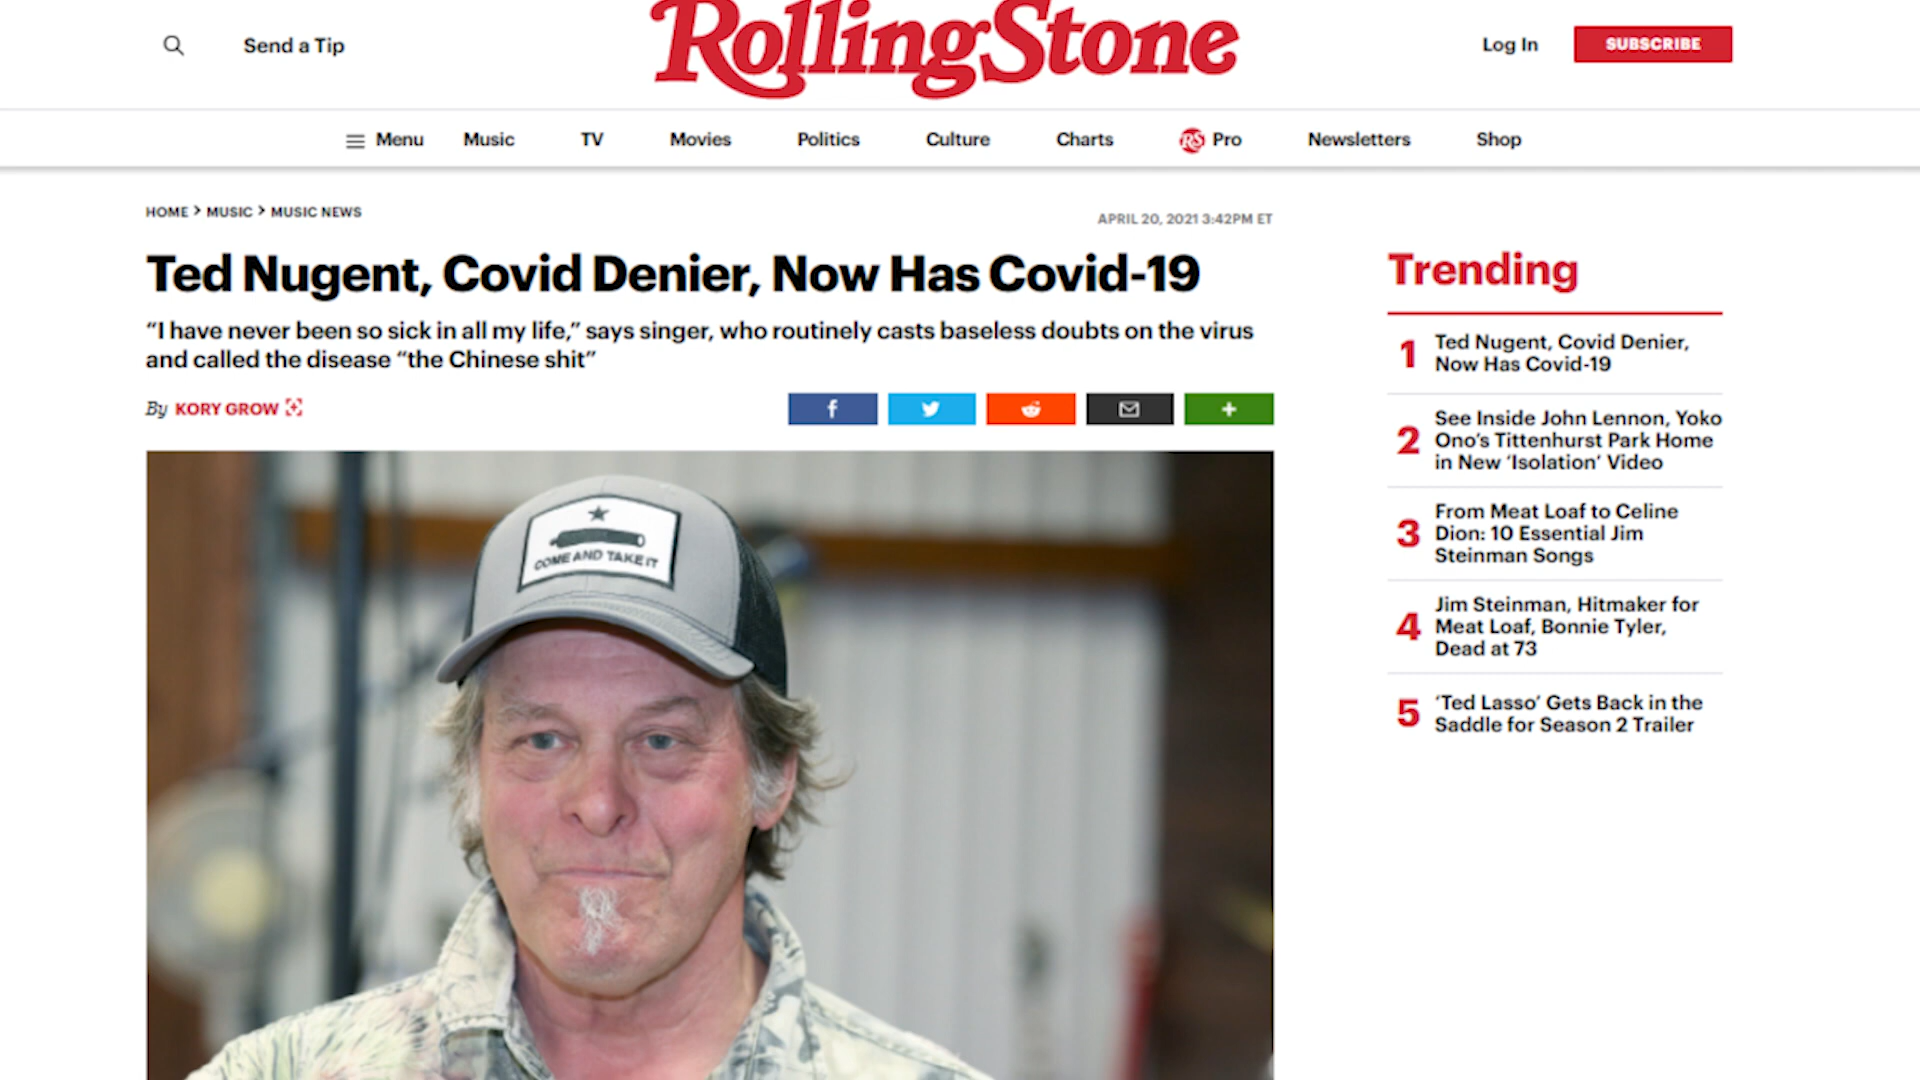 Send a Tip
RollingStone
Log In
SUBSCRIBE
Menu
Music
TV
Movies
Politics
Culture
Charts
RS Pro
Newsletters
Shop
HOME > MUSIC > MUSIC NEWS
APRIL 20, 2021 3:42PM ET
Ted Nugent, Covid Denier, Now Has Covid-19
“I have never been so sick in all my life,” says singer, who routinely casts baseless doubts on the virus
and called the disease “the Chinese shit”
By KORY GROW
f
COME AND TAKE IT
Trending
1
Ted Nugent, Covid Denier,
Now Has Covid-19
2
See Inside John Lennon, Yoko
Ono’s Tittenhurst Park Home
in New ‘Isolation’ Video
3
From Meat Loaf to Celine
Dion: 10 Essential Jim
Steinman Songs
4
Jim Steinman, Hitmaker for
Meat Loaf, Bonnie Tyler,
Dead at 73
5
‘Ted Lasso’ Gets Back in the
Saddle for Season 2 Trailer